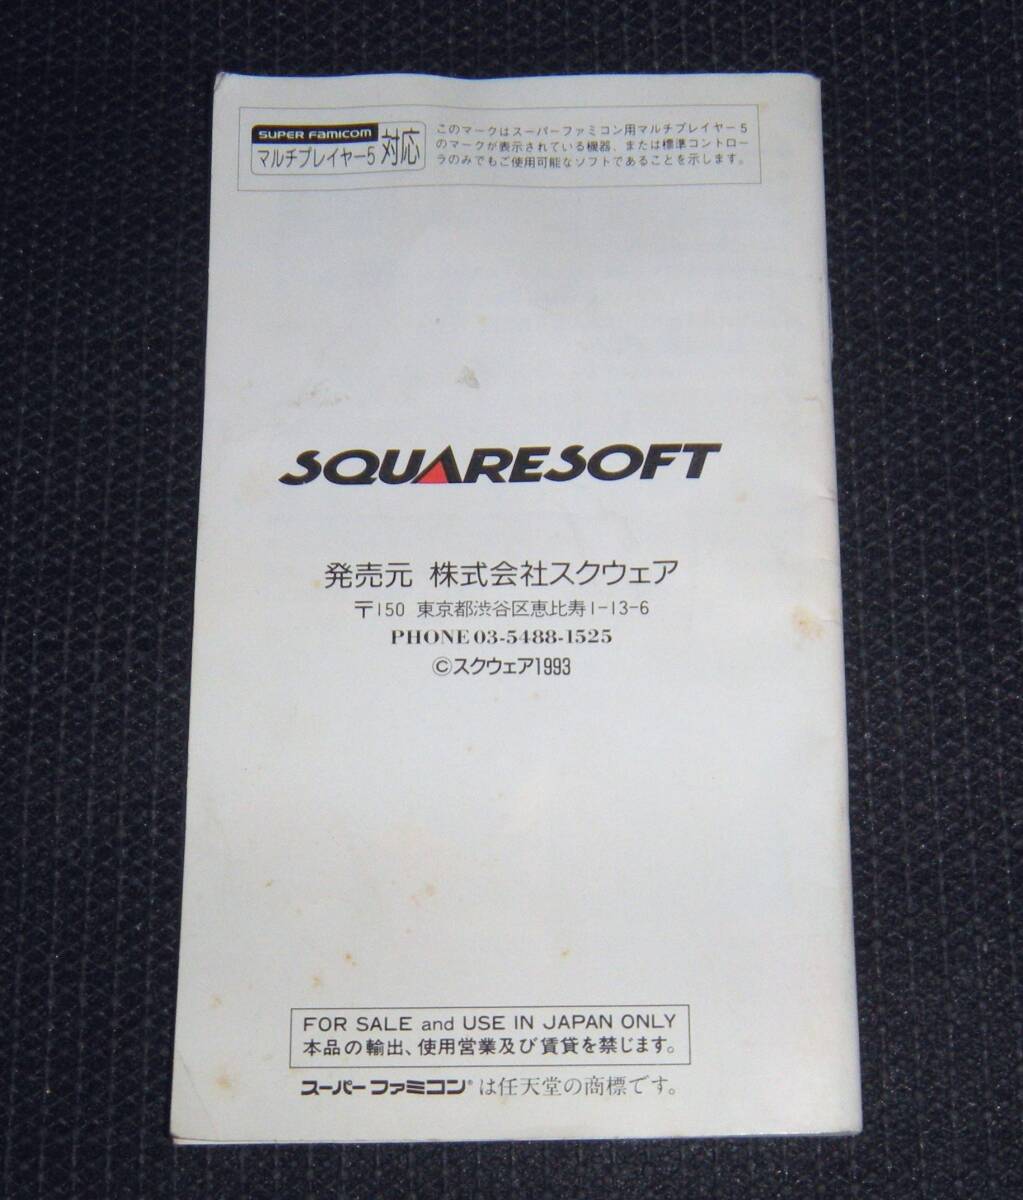 SUPER Famicom
マルチプレイヤー5 対応
このマークはスーパーファミコン用マルチプレイヤー5
のマークが表示されている機器、または標準コントロー
ラのみでもご使用可能なソフトであることを示します。
SQUARESOFT
発売元 株式会社スクウェア
〒150 東京都渋谷区恵比寿1-13-6
PHONE 03-5488-1525
©スクウェア1993
FOR SALE and USE IN JAPAN ONLY
本品の輸出、使用営業及び賃貸を禁じます。
スーパーファミコン®は任天堂の商標です。